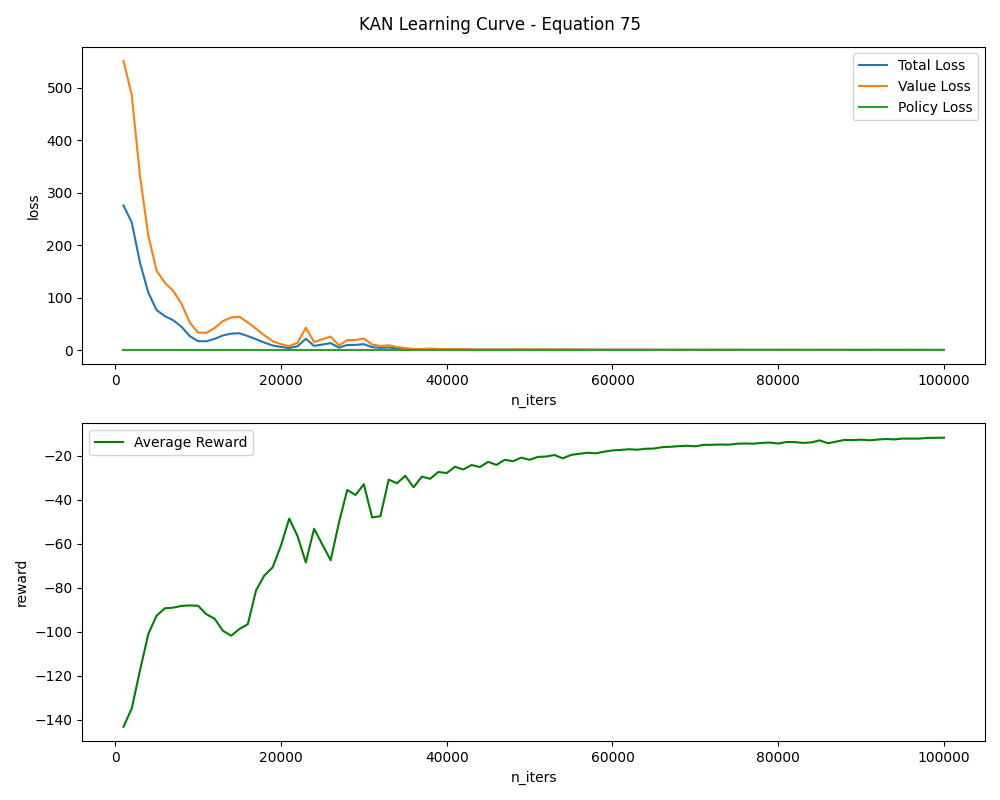 KAN Learning Curve - Equation 75
Total Loss
Value Loss
Policy Loss
500
400
300
200
100
0
loss
0 20000 40000 60000 80000 100000
n_iters
Average Reward
−20
−40
−60
−80
−100
−120
−140
reward
0 20000 40000 60000 80000 100000
n_iters